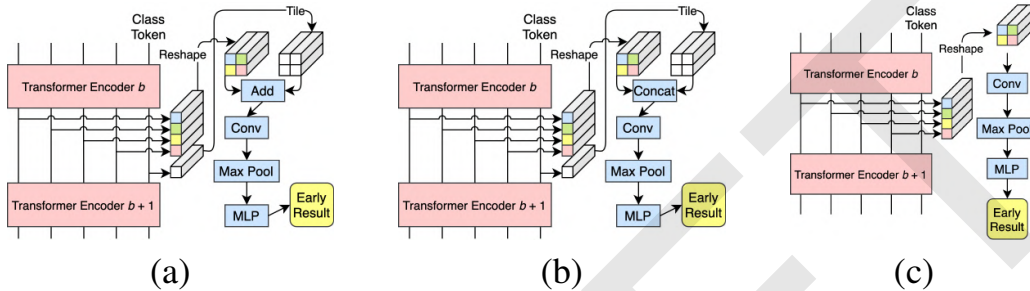 Class
Token
Reshape
Tile
Transformer Encoder b
Add
Conv
Max Pool
Transformer Encoder b + 1
MLP
Early
Result
(a)
Class
Token
Reshape
Tile
Transformer Encoder b
Concat
Conv
Max Pool
Transformer Encoder b + 1
MLP
Early
Result
(b)
Class
Token
Reshape
Transformer Encoder b
Conv
Max Pool
Transformer Encoder b + 1
MLP
Early
Result
(c)